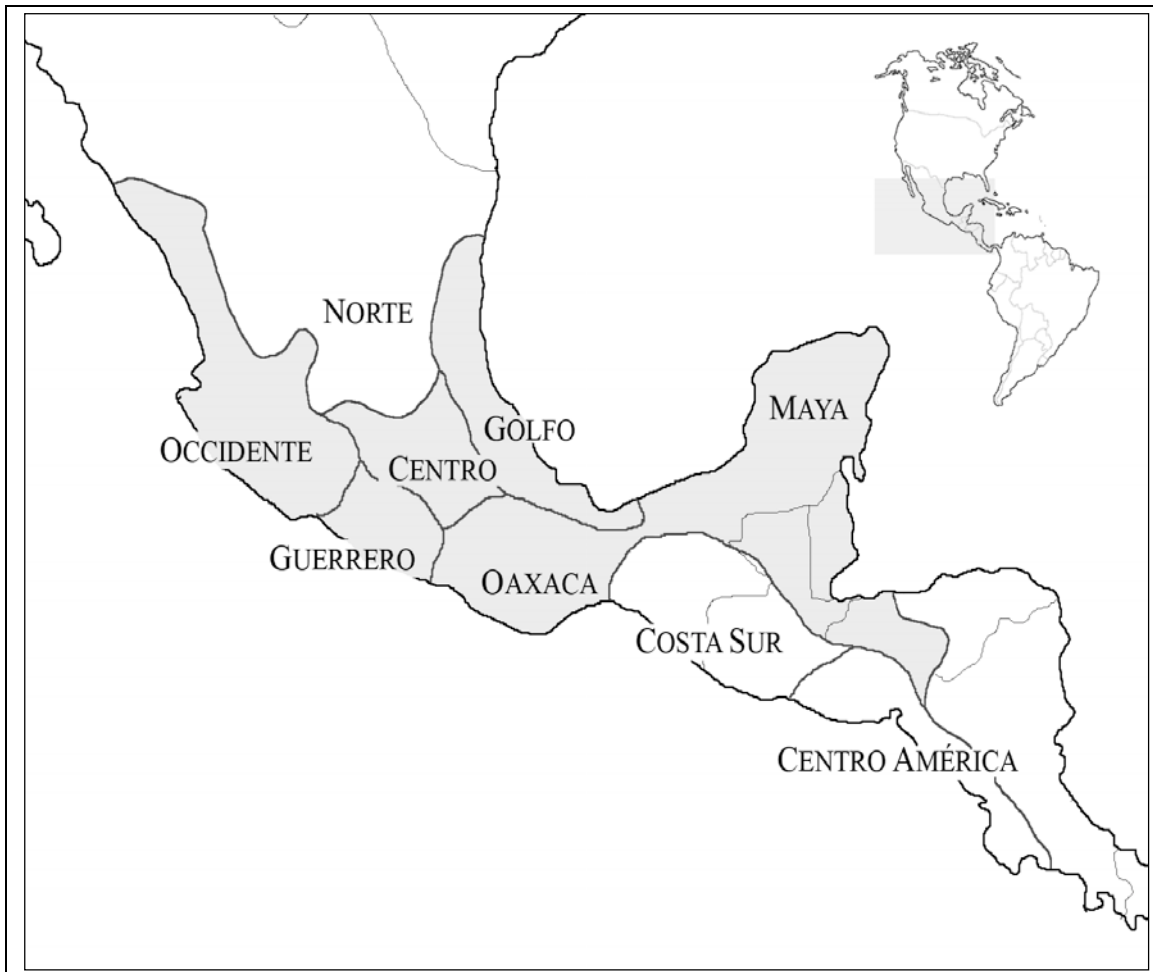 NORTE
MAYA
GOLFO
OCCIDENTE
CENTRO
GUERRERO
OAXACA
COSTA SUR
CENTRO AMÉRICA